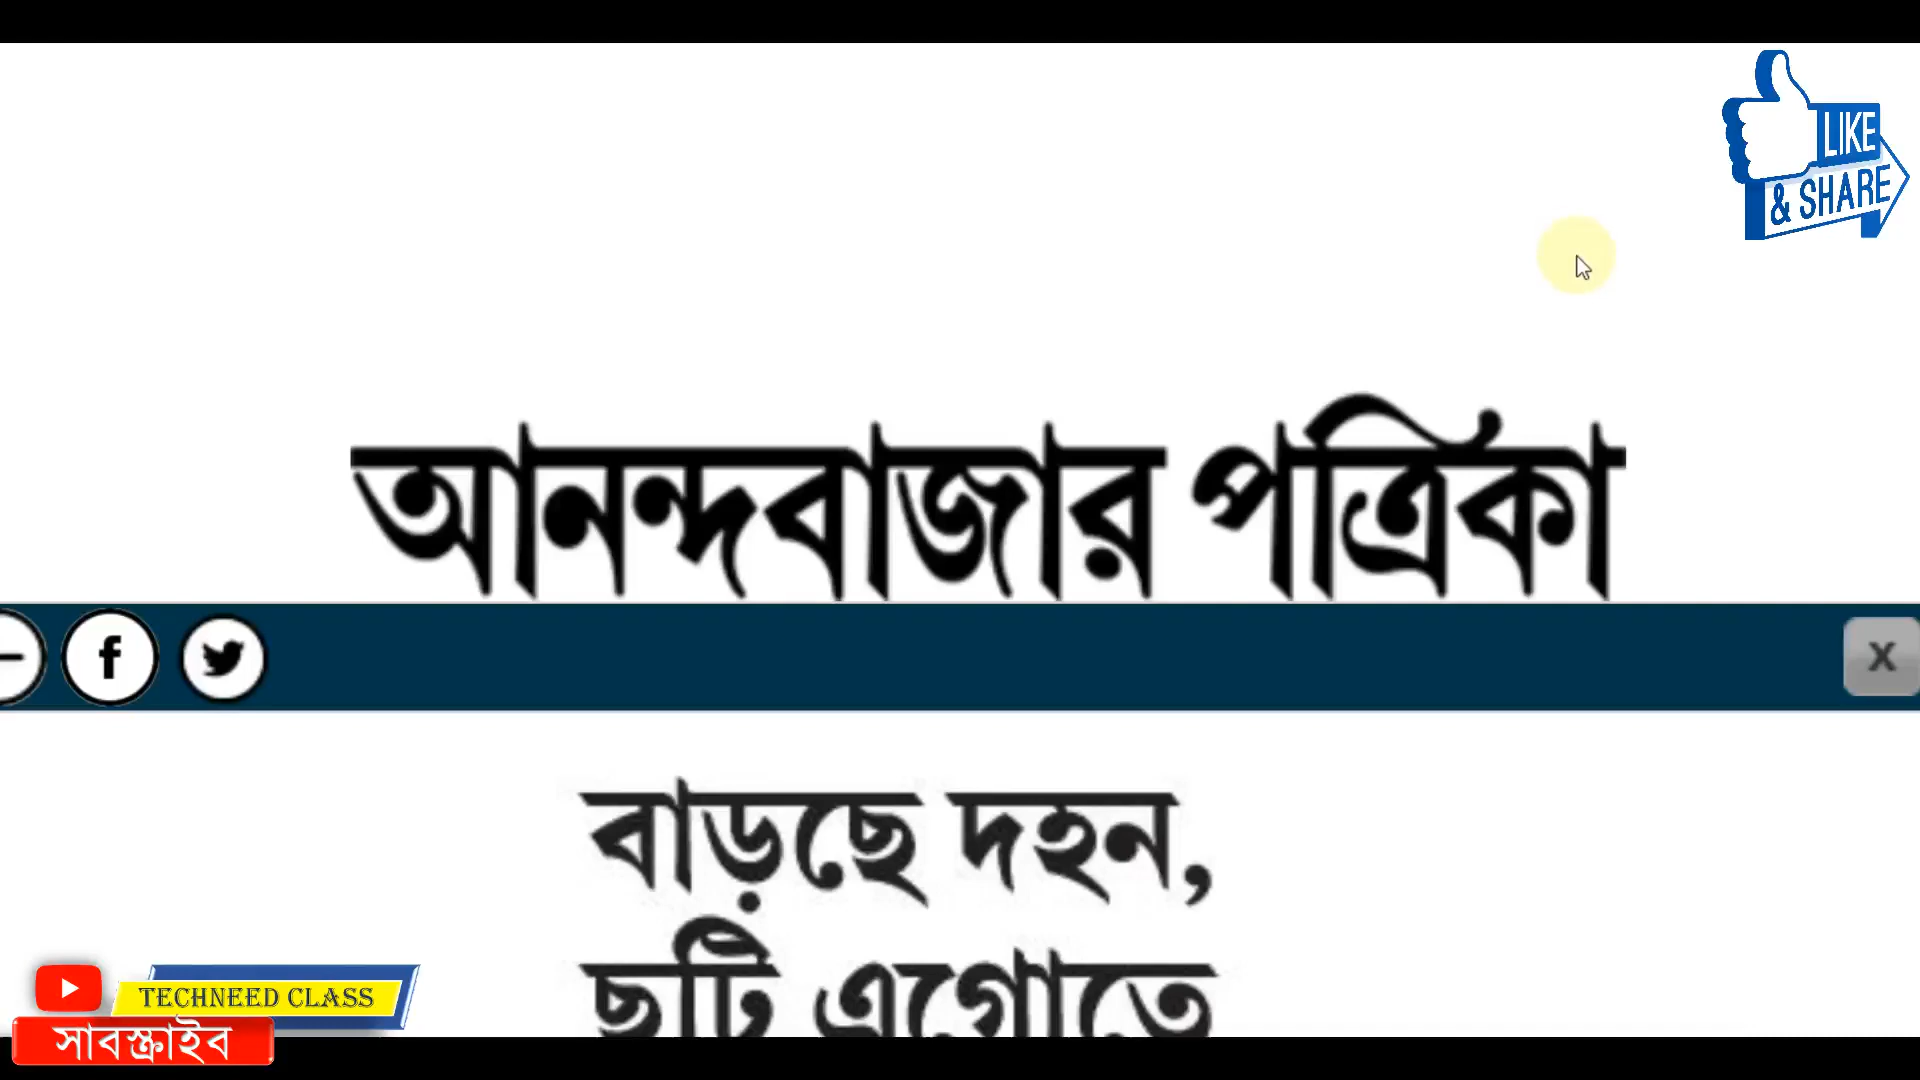 LIKE
& SHARE
আনন্দবাজার পত্রিকা
f
X
বাড়ছে দহন,
ছুটি এগোতে
TECHNEED CLASS
সাবস্ক্রাইব